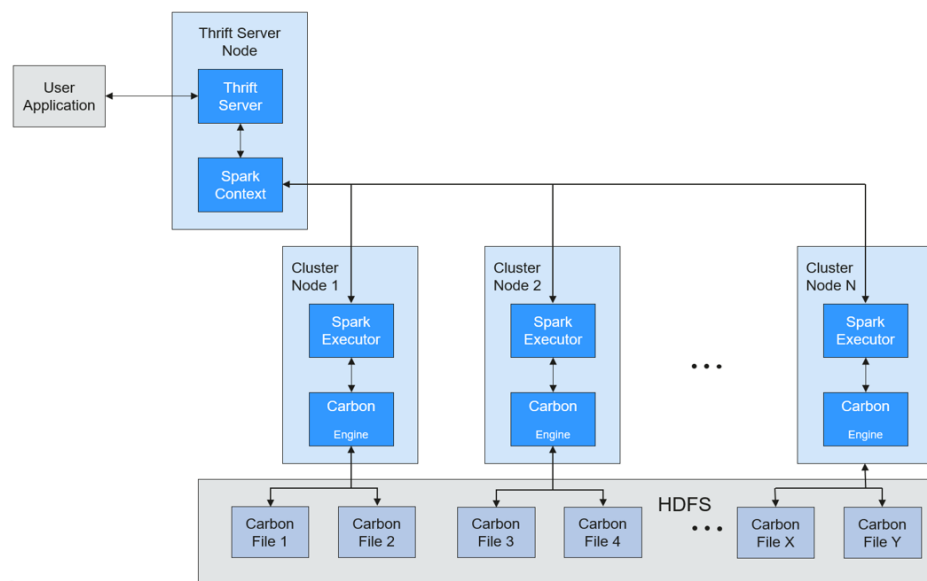 Thrift Server
Node
User
Application
Thrift
Server
Spark
Context
Cluster
Node 1
Spark
Executor
Carbon
Engine
Cluster
Node 2
Spark
Executor
Carbon
Engine
...
Cluster
Node N
Spark
Executor
Carbon
Engine
HDFS
Carbon
File 1
Carbon
File 2
Carbon
File 3
Carbon
File 4
...
Carbon
File X
Carbon
File Y